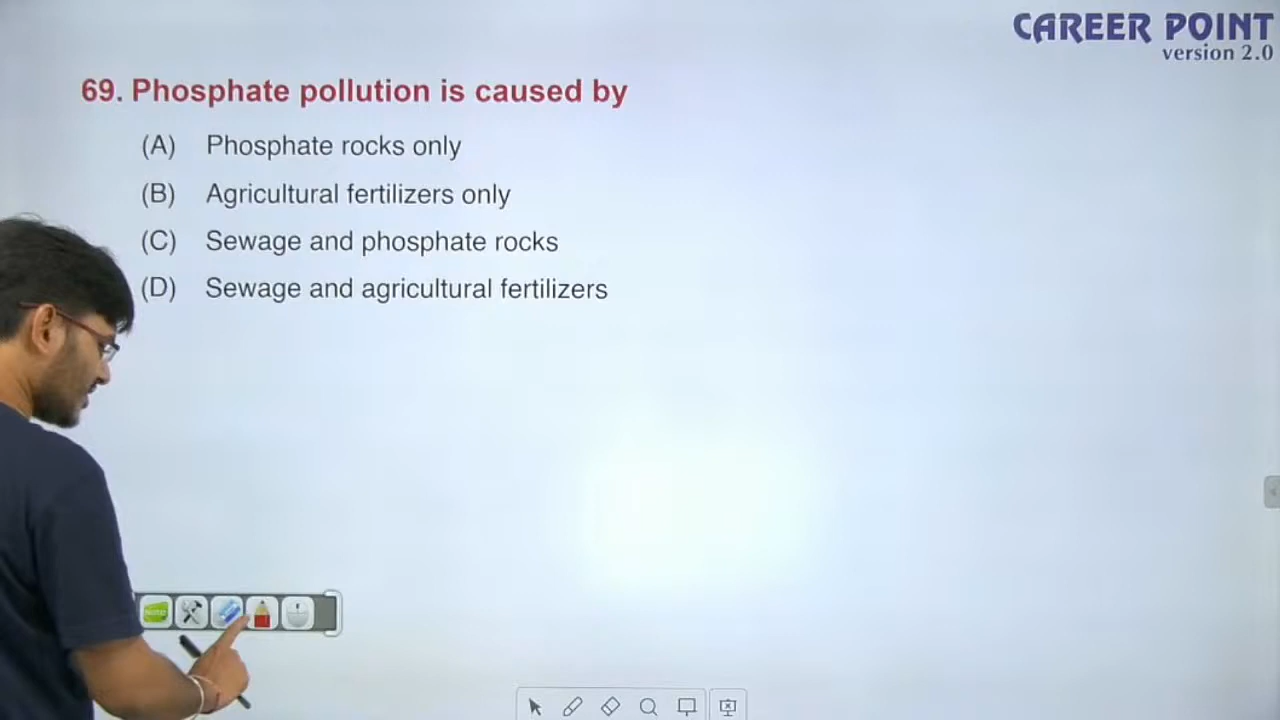 CAREER POINT
version 2.0
69. Phosphate pollution is caused by
(A) Phosphate rocks only
(B) Agricultural fertilizers only
(C) Sewage and phosphate rocks
(D) Sewage and agricultural fertilizers